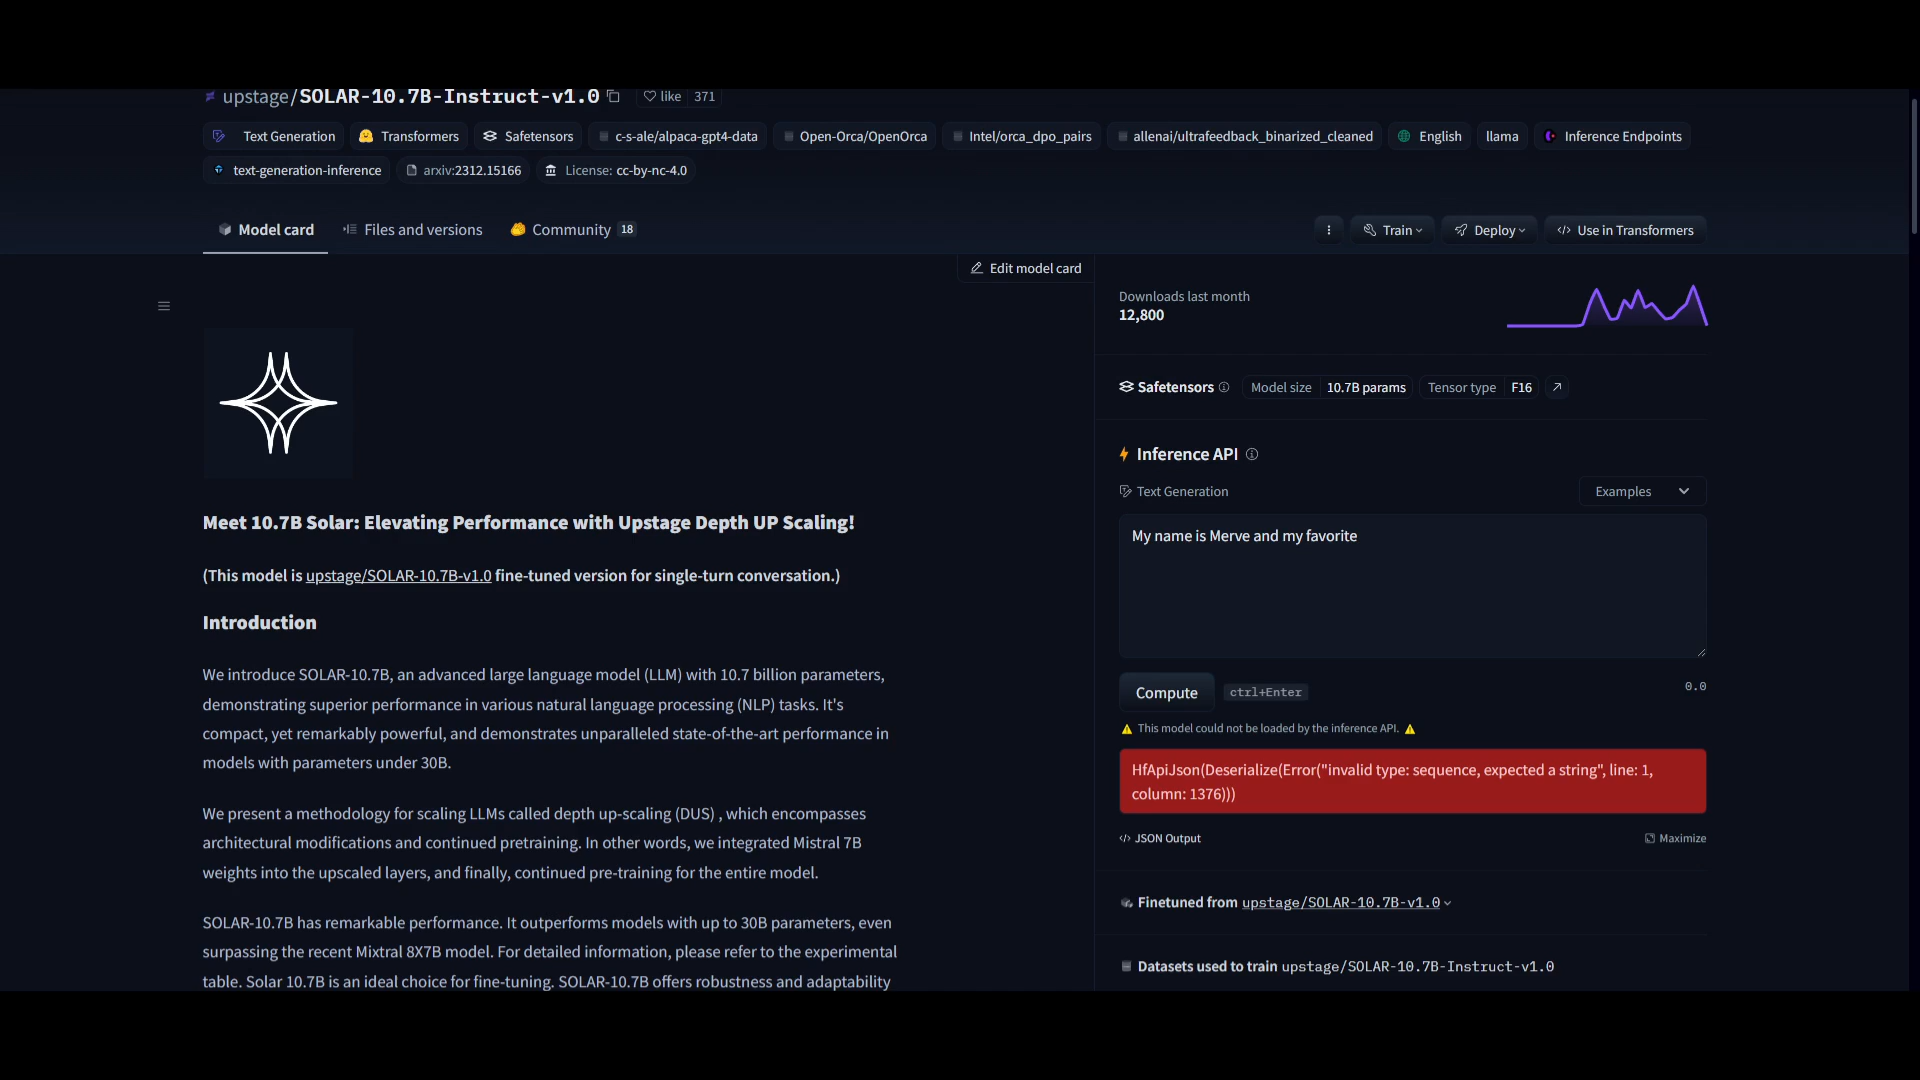 upstage/SOLAR-10.7B-Instruct-v1.0 like 371
Text Generation Transformers Safetensors c-s-ale/alpaca-gpt4-data Open-Orca/OpenOrca Intel/orca_dpo_pairs allenai/ultrafeedback_binarized_cleaned English llama Inference Endpoints
text-generation-inference arxiv:2312.15166 License: cc-by-nc-4.0
Model card Files and versions Community 18
Train Deploy Use in Transformers
Edit model card
Meet 10.7B Solar: Elevating Performance with Upstage Depth UP Scaling!
(This model is upstage/SOLAR-10.7B-v1.0 fine-tuned version for single-turn conversation.)
Introduction
We introduce SOLAR-10.7B, an advanced large language model (LLM) with 10.7 billion parameters,
demonstrating superior performance in various natural language processing (NLP) tasks. It's
compact, yet remarkably powerful, and demonstrates unparalleled state-of-the-art performance in
models with parameters under 30B.
We present a methodology for scaling LLMs called depth up-scaling (DUS) , which encompasses
architectural modifications and continued pretraining. In other words, we integrated Mistral 7B
weights into the upscaled layers, and finally, continued pre-training for the entire model.
SOLAR-10.7B has remarkable performance. It outperforms models with up to 30B parameters, even
surpassing the recent Mixtral 8X7B model. For detailed information, please refer to the experimental
table. Solar 10.7B is an ideal choice for fine-tuning. SOLAR-10.7B offers robustness and adaptability
Downloads last month
12,800
Safetensors Model size 10.7B params Tensor type F16
Inference API
Text Generation Examples
My name is Merve and my favorite
Compute ctrl+Enter 0.0
This model could not be loaded by the inference API.
HfApiJson(Deserialize(Error("invalid type: sequence, expected a string", line: 1,
column: 1376)))
JSON Output Maximize
Finetuned from upstage/SOLAR-10.7B-v1.0
Datasets used to train upstage/SOLAR-10.7B-Instruct-v1.0